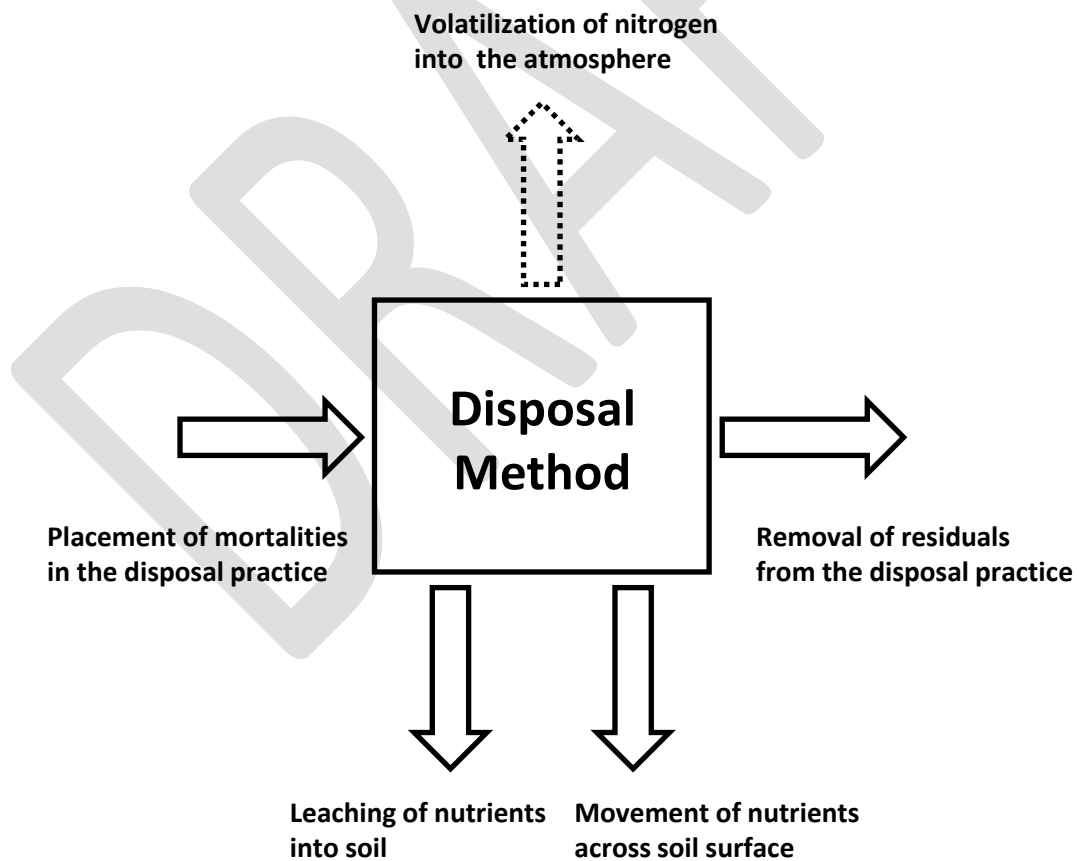 Volatilization of nitrogen
into the atmosphere
Disposal
Method
Placement of mortalities
in the disposal practice
Removal of residuals
from the disposal practice
Leaching of nutrients
into soil
Movement of nutrients
across soil surface